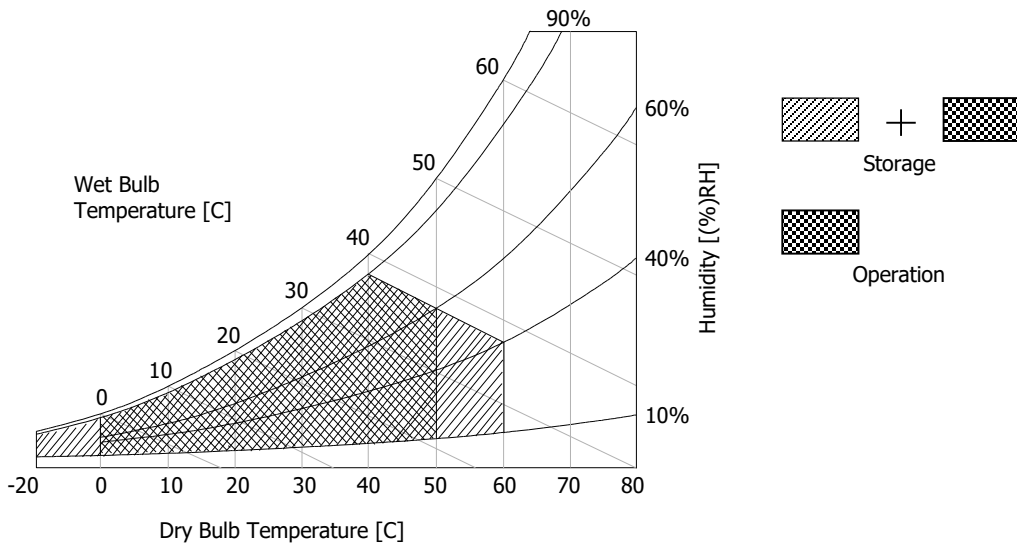 90%
60
60%
50
Wet Bulb
Temperature [C]
+
Storage
40
40%
Humidity [(%)RH]
30
Operation
20
10
0
10%
-20 0 10 20 30 40 50 60 70 80
Dry Bulb Temperature [C]